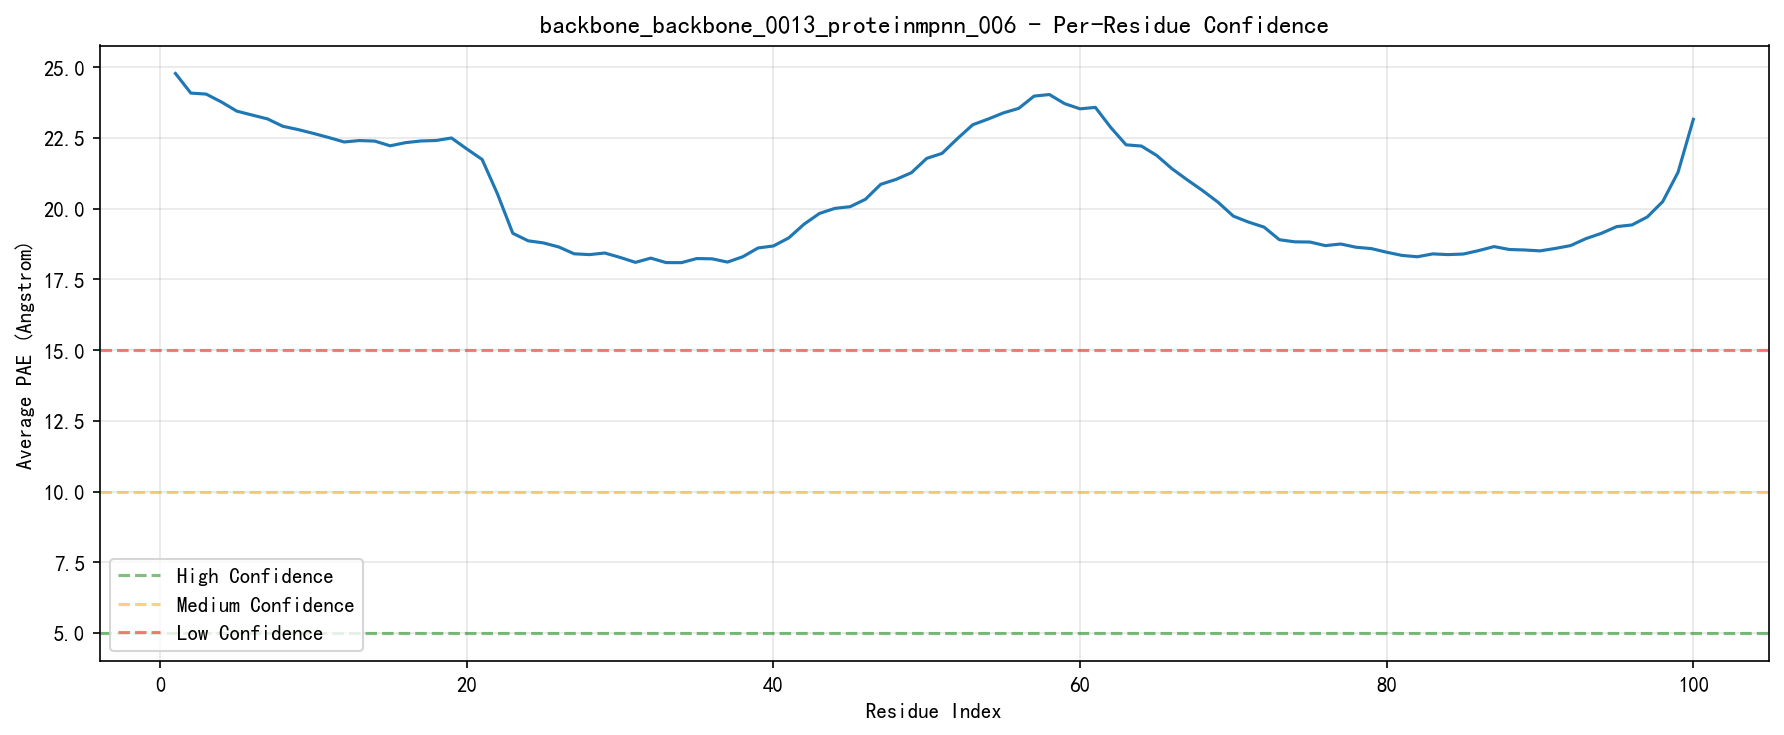 backbone_backbone_0013_proteinmpnn_006 - Per-Residue Confidence
Average PAE (Angstrom)
25.0
22.5
20.0
17.5
15.0
12.5
10.0
7.5
5.0
High Confidence
Medium Confidence
Low Confidence
0 20 40 60 80 100
Residue Index